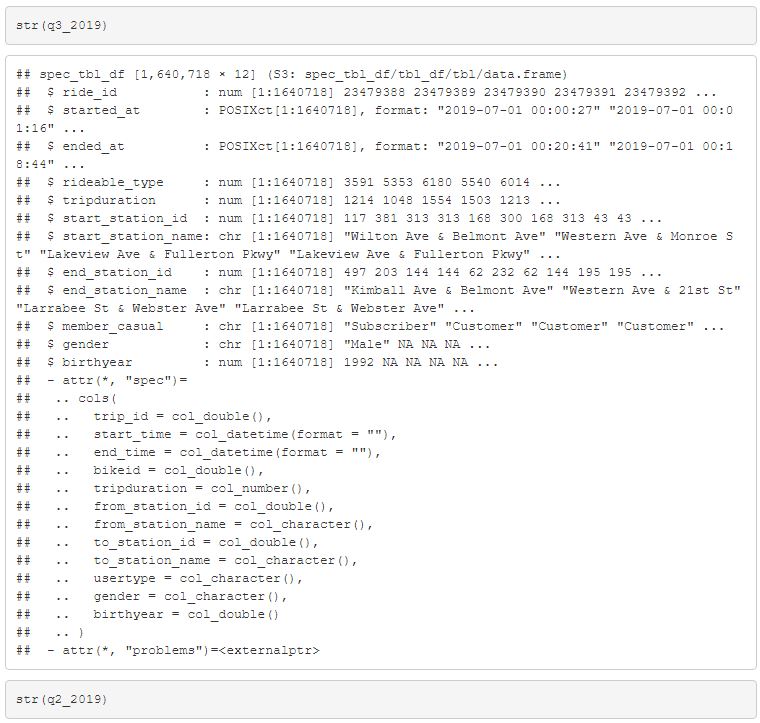 str(q3_2019)
## spec_tbl_df [1,640,718 × 12] (S3: spec_tbl_df/tbl_df/tbl/data.frame)
##  $ ride_id           : num [1:1640718] 23479388 23479389 23479390 23479391 23479392 ...
##  $ started_at        : POSIXct[1:1640718], format: "2019-07-01 00:00:27" "2019-07-01 00:0
1:16" ...
##  $ ended_at          : POSIXct[1:1640718], format: "2019-07-01 00:20:41" "2019-07-01 00:1
8:44" ...
##  $ rideable_type     : num [1:1640718] 3591 5353 6180 5540 6014 ...
##  $ tripduration      : num [1:1640718] 1214 1048 1554 1503 1213 ...
##  $ start_station_id  : num [1:1640718] 117 381 313 313 168 300 168 313 43 43 ...
##  $ start_station_name: chr [1:1640718] "Wilton Ave & Belmont Ave" "Western Ave & Monroe S
t" "Lakeview Ave & Fullerton Pkwy" "Lakeview Ave & Fullerton Pkwy" ...
##  $ end_station_id    : num [1:1640718] 497 203 144 144 62 232 62 144 195 195 ...
##  $ end_station_name  : chr [1:1640718] "Kimball Ave & Belmont Ave" "Western Ave & 21st St"
"Larrabee St & Webster Ave" "Larrabee St & Webster Ave" ...
##  $ member_casual     : chr [1:1640718] "Subscriber" "Customer" "Customer" "Customer" ...
##  $ gender            : chr [1:1640718] "Male" NA NA NA ...
##  $ birthyear         : num [1:1640718] 1992 NA NA NA NA ...
##  - attr(*, "spec")=
##   .. cols(
##   ..   trip_id = col_double(),
##   ..   start_time = col_datetime(format = ""),
##   ..   end_time = col_datetime(format = ""),
##   ..   bikeid = col_double(),
##   ..   tripduration = col_number(),
##   ..   from_station_id = col_double(),
##   ..   from_station_name = col_character(),
##   ..   to_station_id = col_double(),
##   ..   to_station_name = col_character(),
##   ..   usertype = col_character(),
##   ..   gender = col_character(),
##   ..   birthyear = col_double()
##   .. )
##  - attr(*, "problems")=<externalptr>
str(q2_2019)